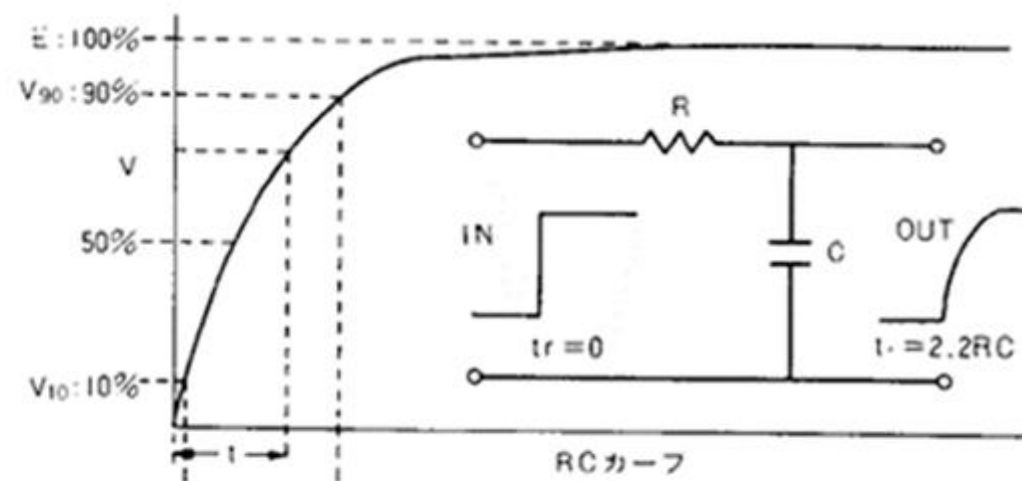 E:100%
V90:90%
V
50%
V10:10%
t
R
IN
C
OUT
tr=0
t.=2.2RC
RCカーブ